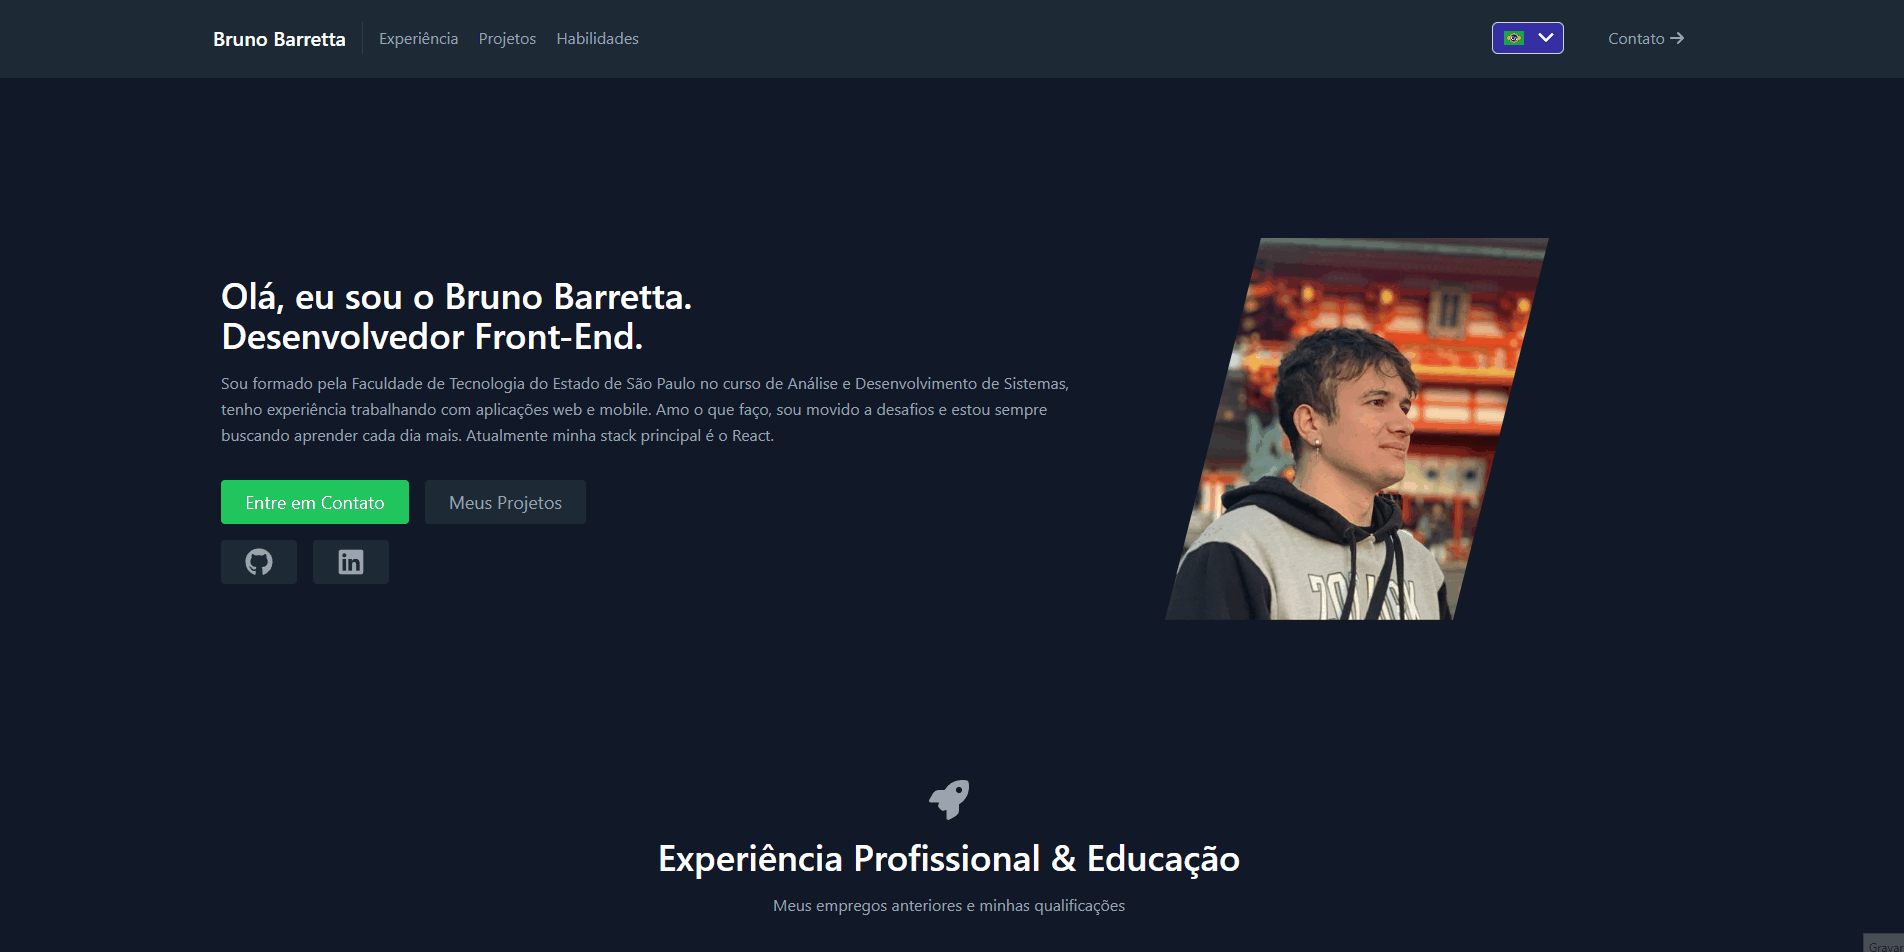 Bruno Barretta
Experiência Projetos Habilidades
Contato
Olá, eu sou o Bruno Barretta.
Desenvolvedor Front-End.
Sou formado pela Faculdade de Tecnologia do Estado de São Paulo no curso de Análise e Desenvolvimento de Sistemas,
tenho experiência trabalhando com aplicações web e mobile. Amo o que faço, sou movido a desafios e estou sempre
buscando aprender cada dia mais. Atualmente minha stack principal é o React.
Entre em Contato
Meus Projetos
in
Experiência Profissional & Educação
Meus empregos anteriores e minhas qualificações